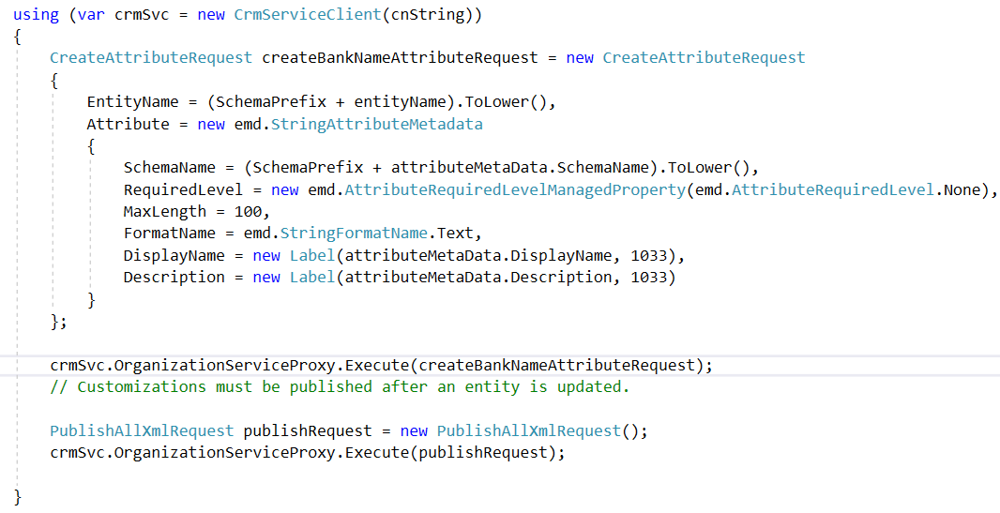 using (var crmSvc = new CrmServiceClient(cnString))
{
CreateAttributeRequest createBankNameAttributeRequest = new CreateAttributeRequest
{
EntityName = (SchemaPrefix + entityName).ToLower(),
Attribute = new emd.StringAttributeMetadata
{
SchemaName = (SchemaPrefix + attributeMetaData.SchemaName).ToLower(),
RequiredLevel = new emd.AttributeRequiredLevelManagedProperty(emd.AttributeRequiredLevel.None),
MaxLength = 100,
FormatName = emd.StringFormatName.Text,
DisplayName = new Label(attributeMetaData.DisplayName, 1033),
Description = new Label(attributeMetaData.Description, 1033)
}
};
crmSvc.OrganizationServiceProxy.Execute(createBankNameAttributeRequest);
// Customizations must be published after an entity is updated.
PublishAllXmlRequest publishRequest = new PublishAllXmlRequest();
crmSvc.OrganizationServiceProxy.Execute(publishRequest);
}